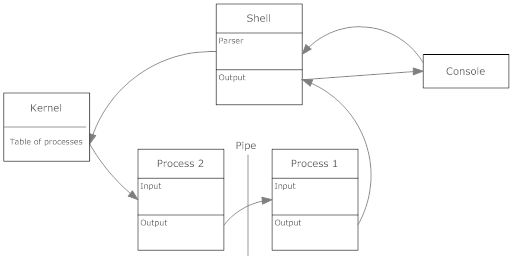 Shell
Parser
Output
Console
Kernel
Table of processes
Pipe
Process 2
Input
Output
Process 1
Input
Output